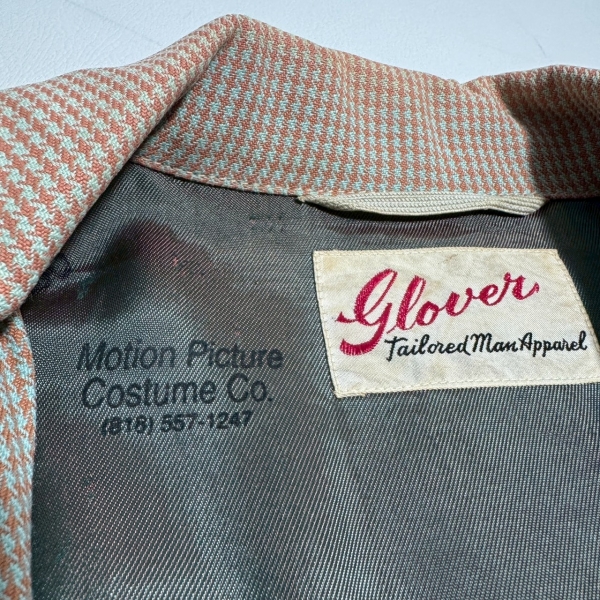 Glover
Tailored Man Apparel
Motion Picture
Costume Co.
(818) 557-1247